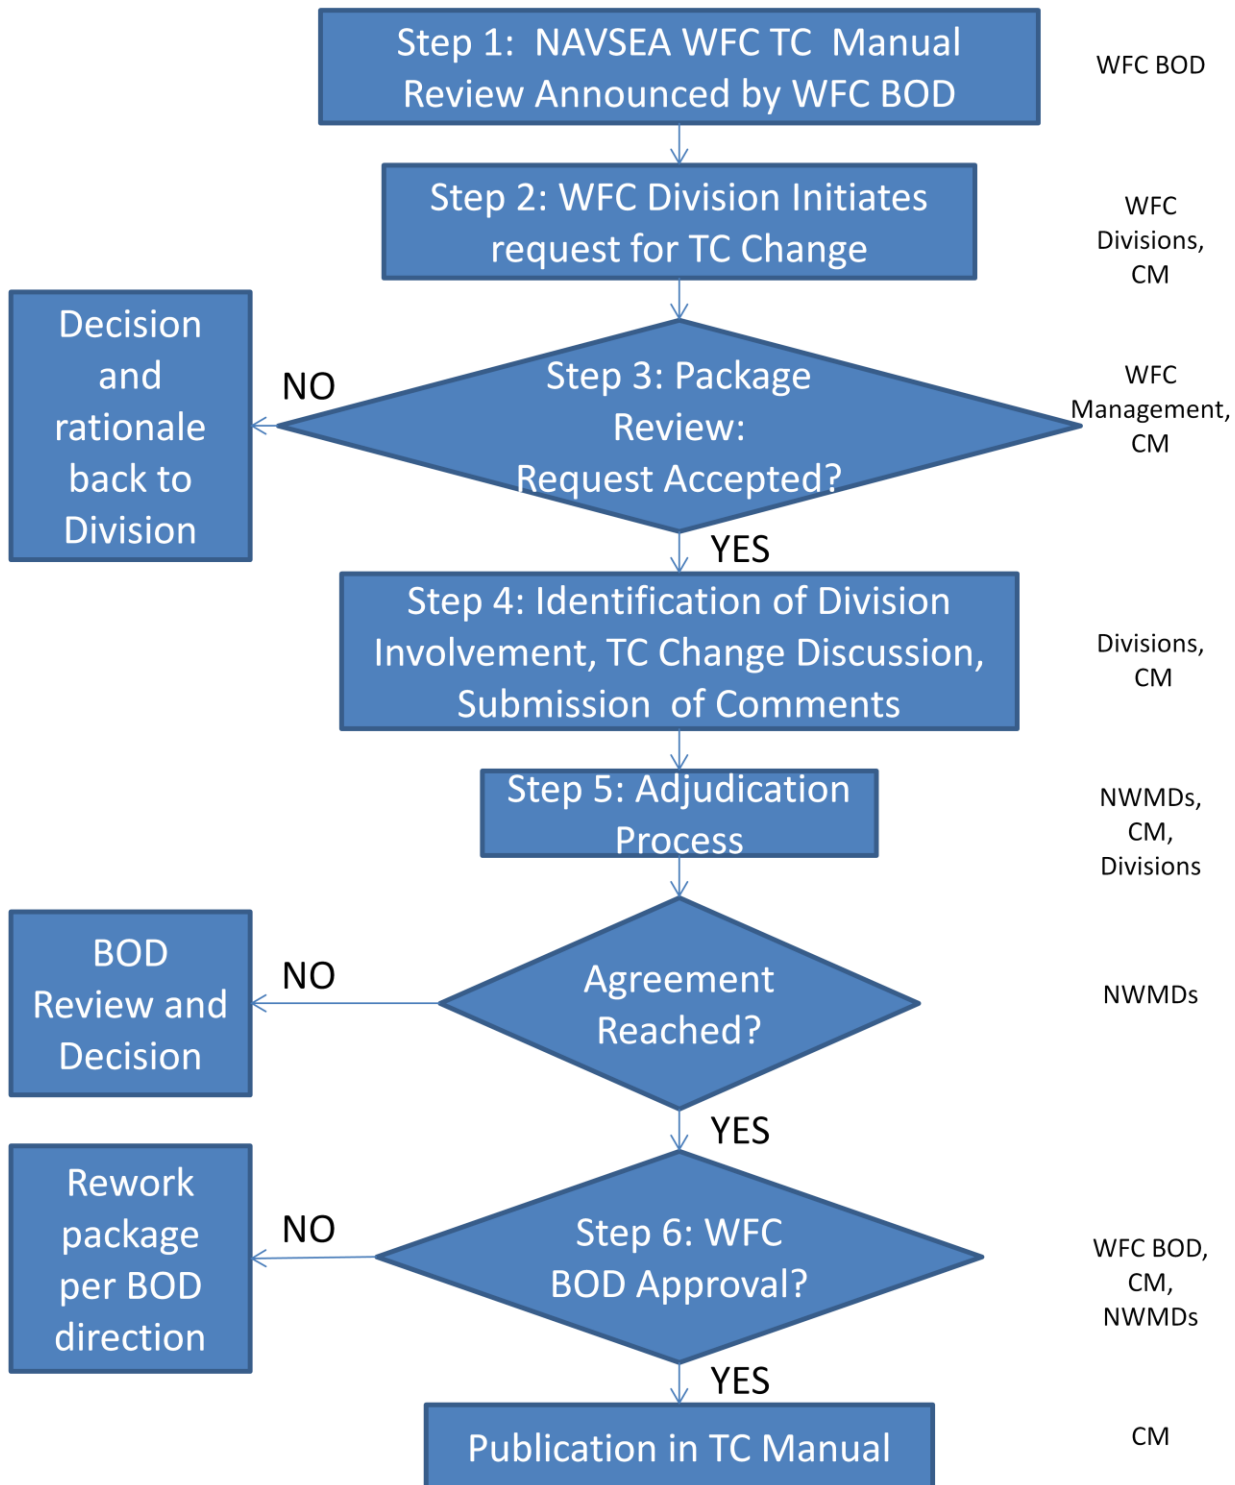 Step 1:  NAVSEA WFC TC  Manual
Review Announced by WFC BOD
WFC BOD
Step 2: WFC Division Initiates
request for TC Change
WFC
Divisions,
CM
Decision
and
rationale
back to
Division
NO
Step 3: Package
Review:
Request Accepted?
WFC
Management,
CM
YES
Step 4: Identification of Division
Involvement, TC Change Discussion,
Submission  of Comments
Divisions,
CM
Step 5: Adjudication
Process
NWMDs,
CM,
Divisions
BOD
Review and
Decision
NO
Agreement
Reached?
NWMDs
YES
Rework
package
per BOD
direction
NO
Step 6: WFC
BOD Approval?
WFC BOD,
CM,
NWMDs
YES
Publication in TC Manual
CM